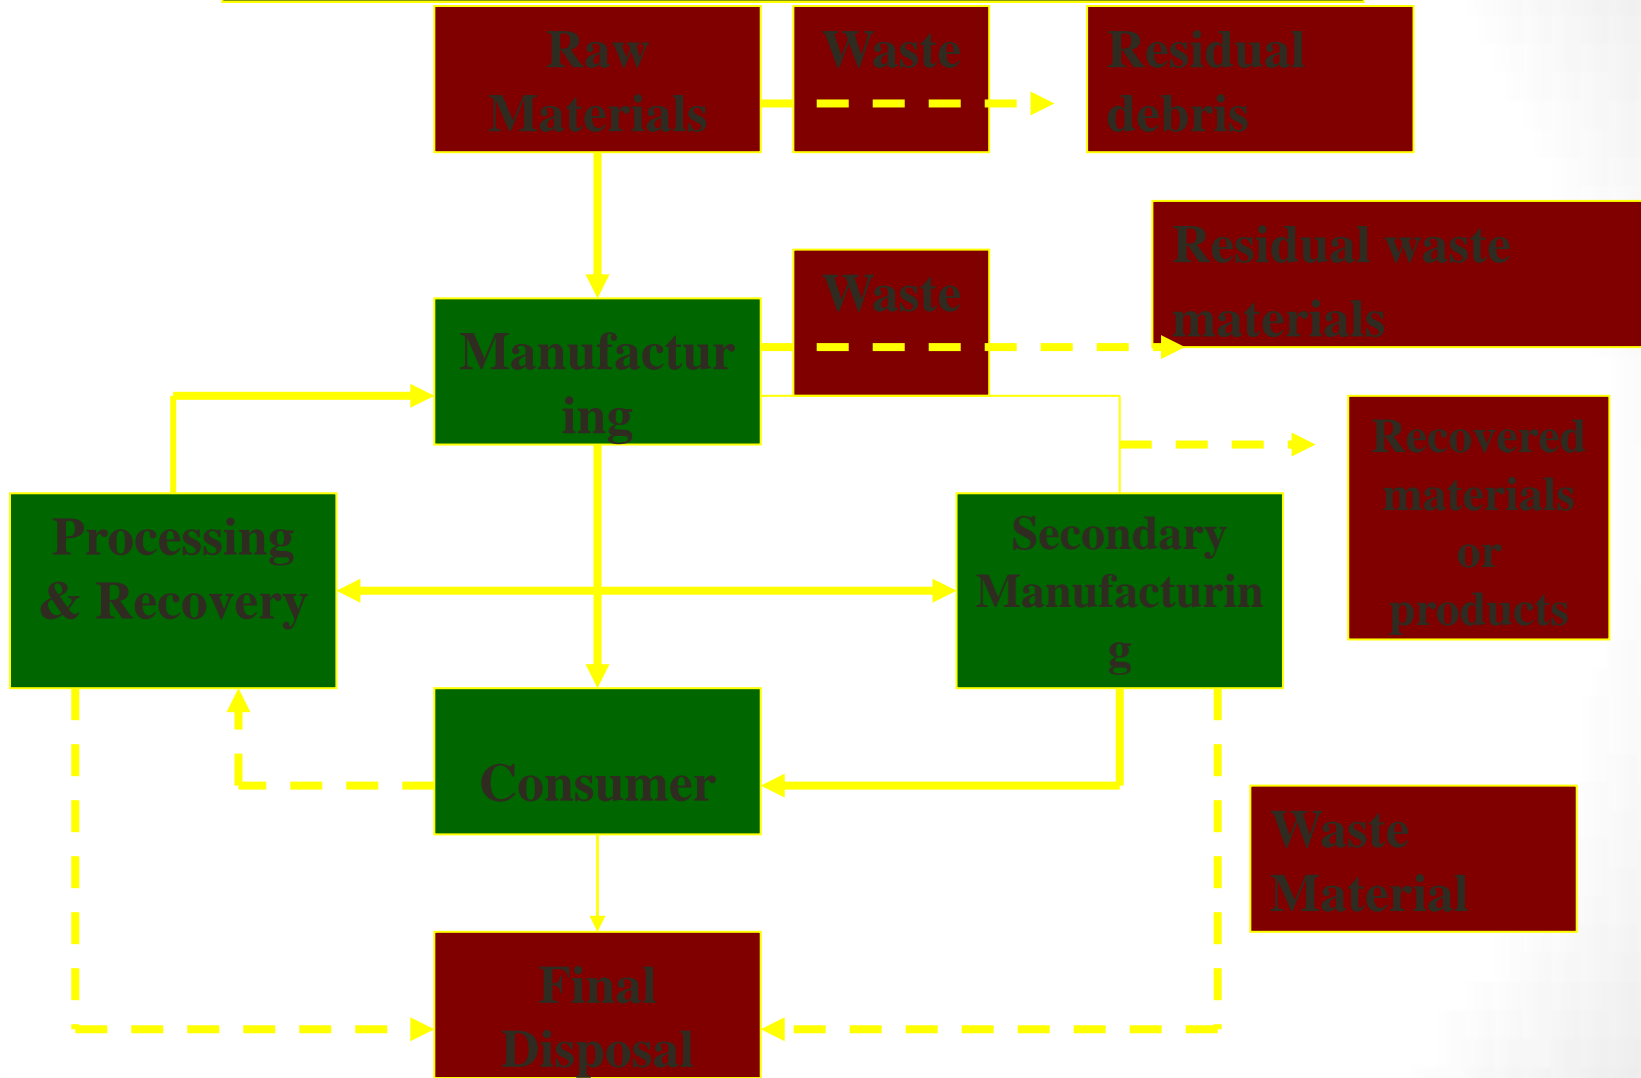 Raw
Materials
Waste
Residual
debris
Residual waste
materials
Waste
Manufactur
ing
Recovered
materials
or
products
Processing
& Recovery
Secondary
Manufacturin
g
Consumer
Waste
Material
Final
Disposal